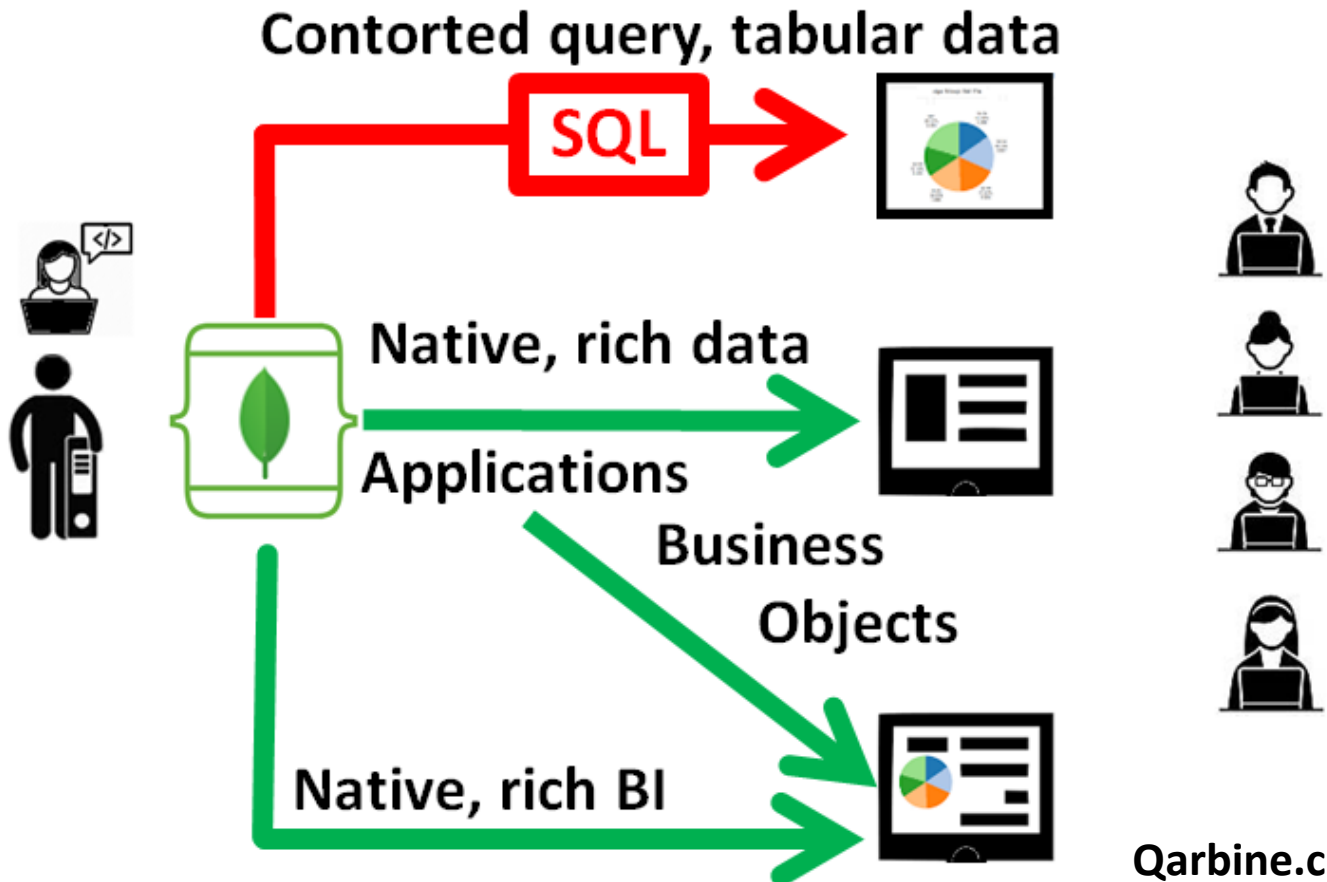 Contorted query, tabular data
SQL
</>
Native, rich data
Applications
Business
Objects
Native, rich BI
Qarbine.c